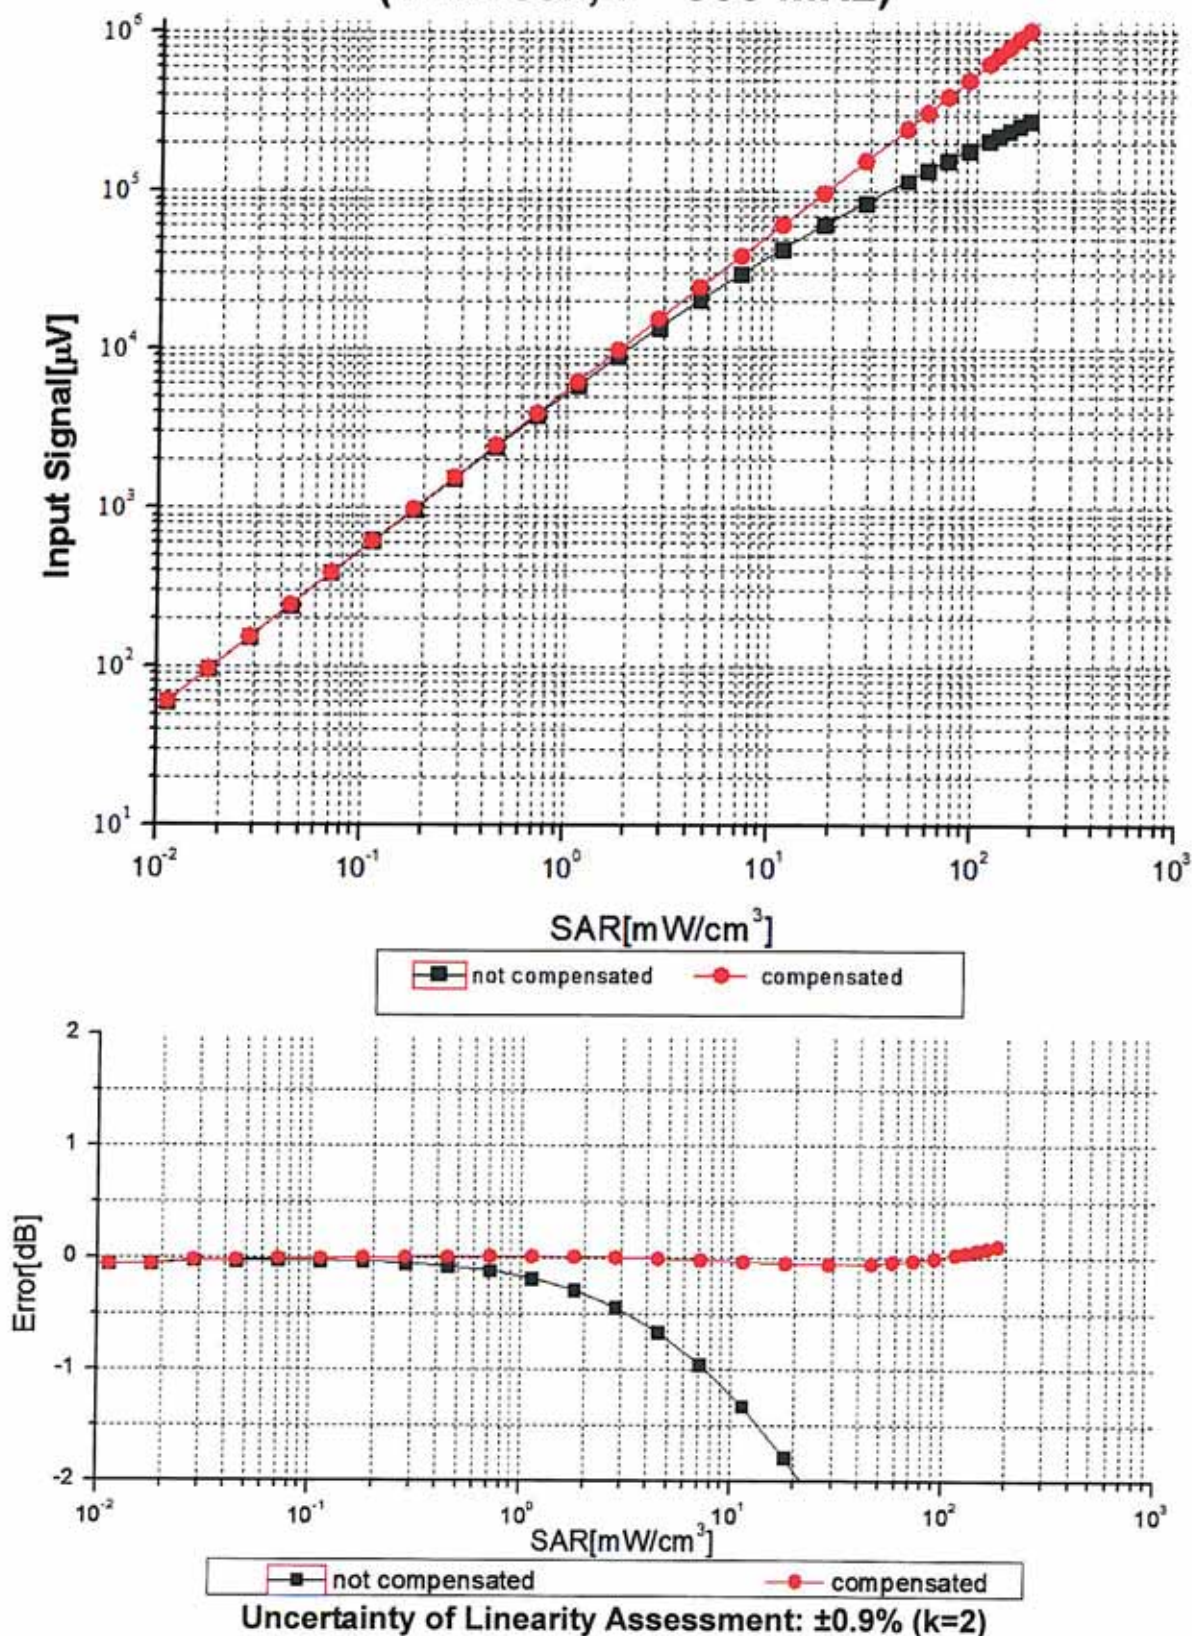 10⁶
10⁵
10⁴
10³
10²
10¹
Input Signal[µV]
10⁻² 10⁻¹ 10⁰ 10¹ 10² 10³
SAR[mW/cm³]
not compensated compensated
2
1
0
-1
-2
Error[dB]
10⁻² 10⁻¹ 10⁰ 10¹ 10² 10³
SAR[mW/cm³]
not compensated compensated
Uncertainty of Linearity Assessment: ±0.9% (k=2)